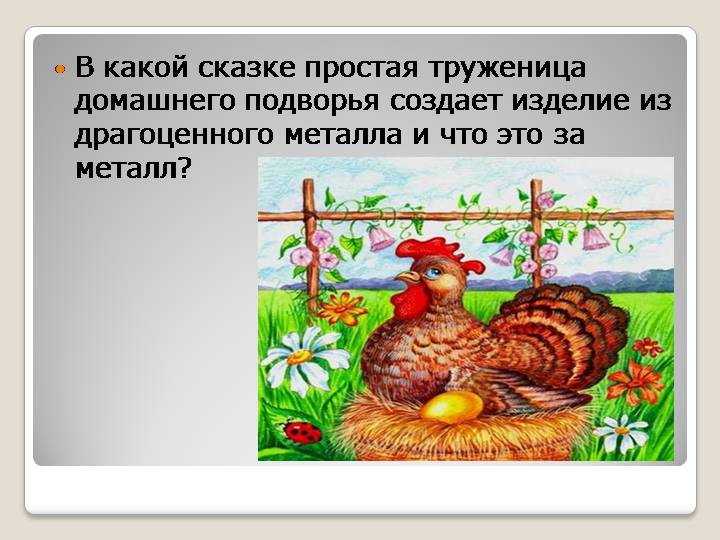 В какой сказке простая труженица
домашнего подворья создает изделие из
драгоценного металла и что это за
металл?